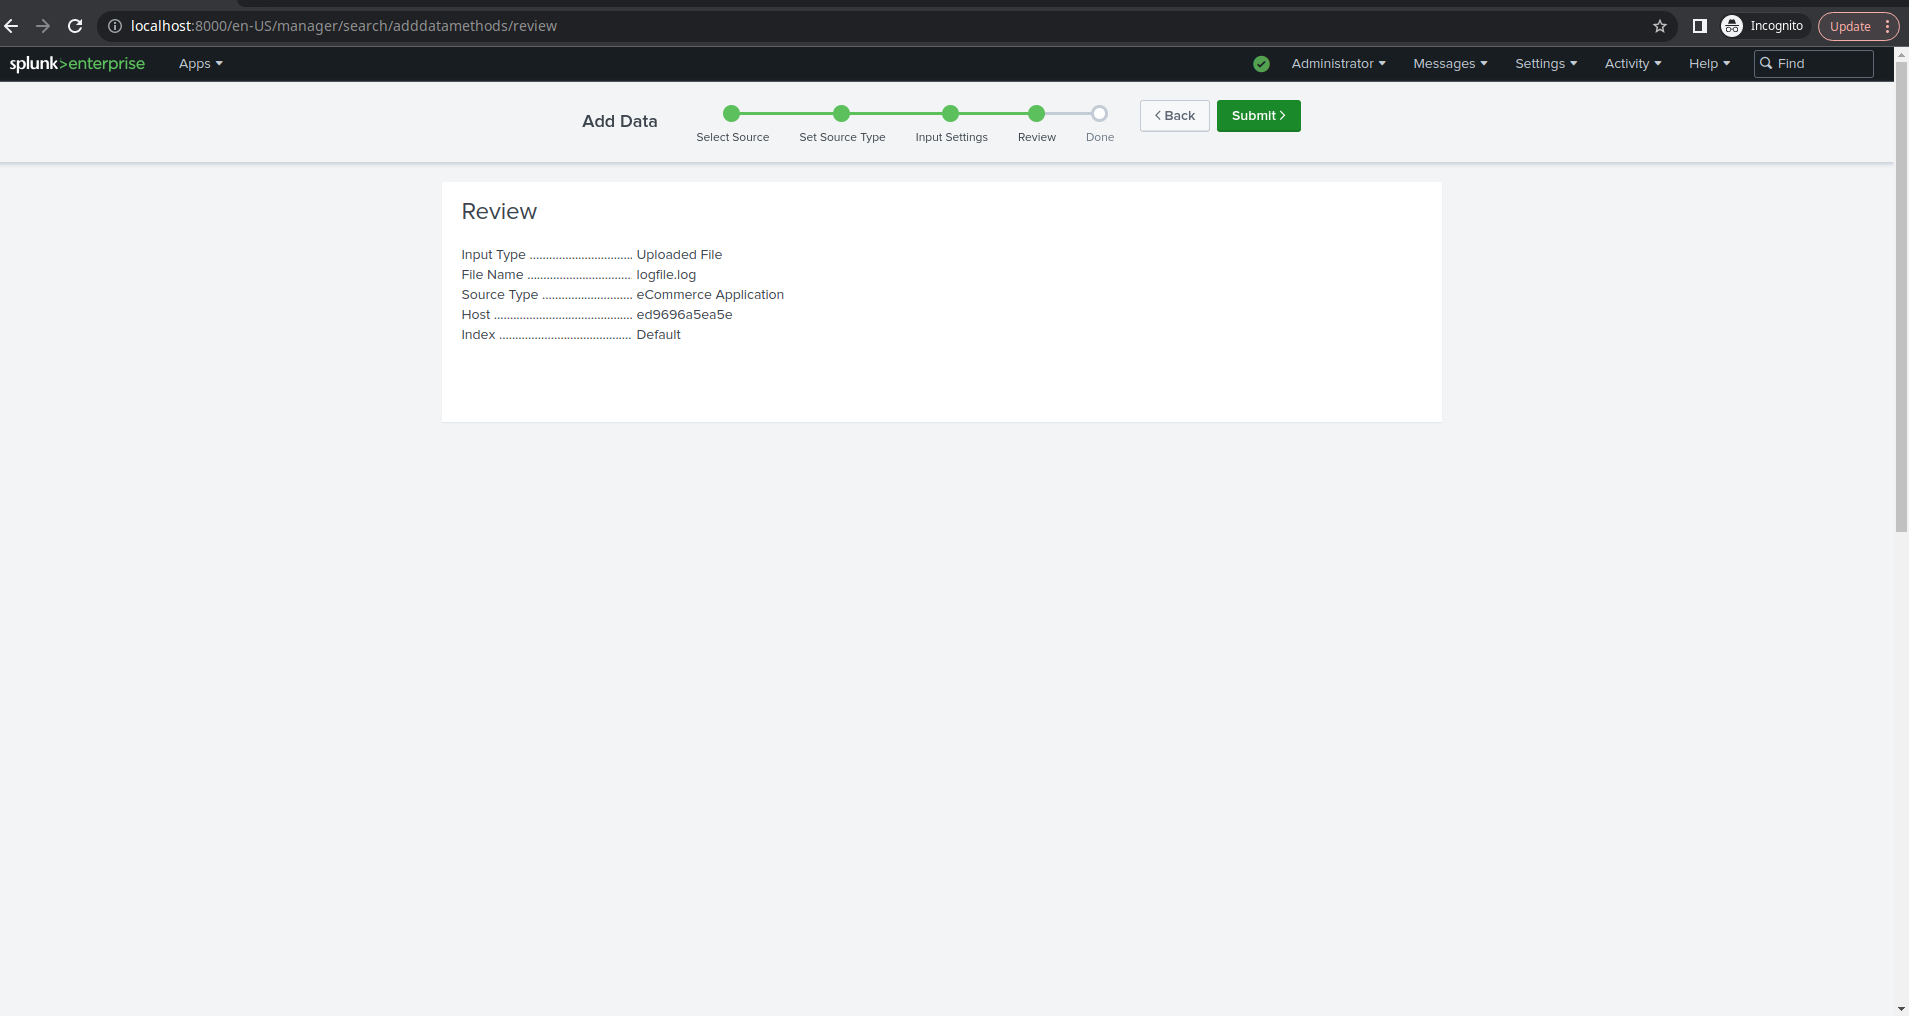 localhost:8000/en-US/manager/search/adddatamethods/review
Incognito
Update
splunk>enterprise
Apps
Administrator
Messages
Settings
Activity
Help
Find
Add Data
Select Source
Set Source Type
Input Settings
Review
Done
< Back
Submit >
Review
Input Type ................................ Uploaded File
File Name ................................ logfile.log
Source Type ............................ eCommerce Application
Host ........................................... ed9696a5ea5e
Index ......................................... Default